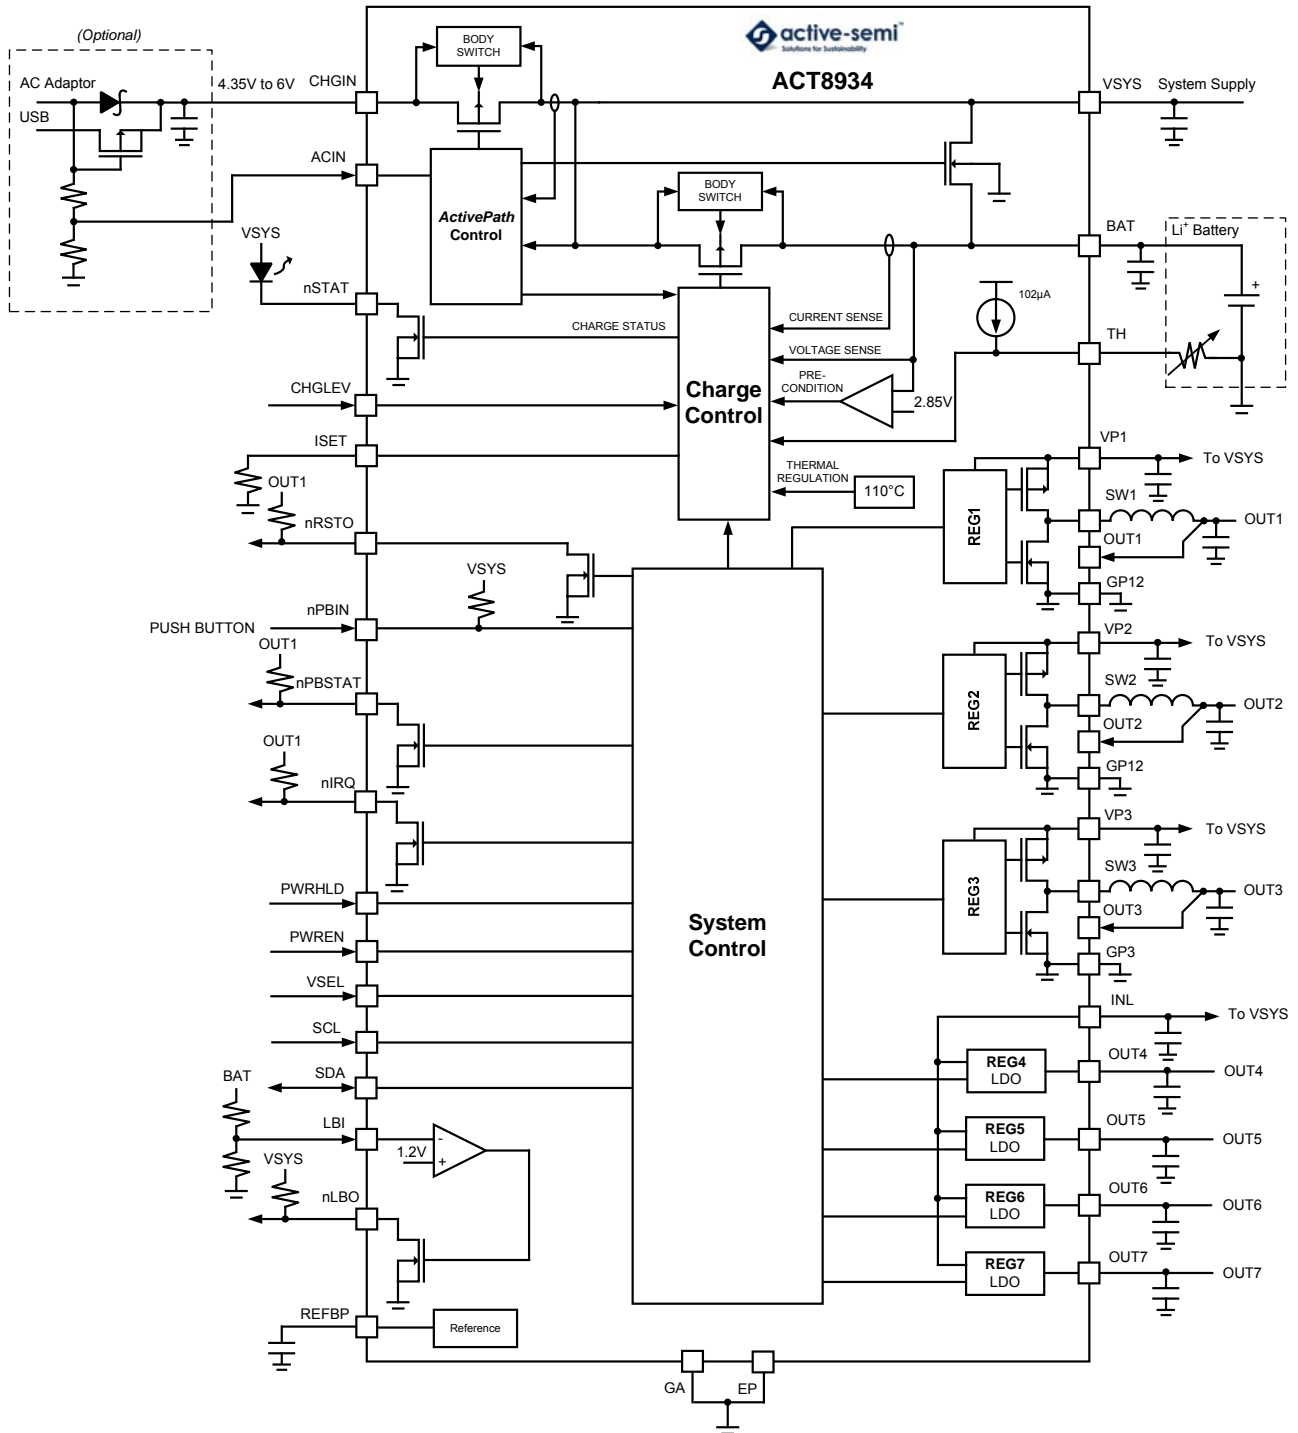 (Optional)
AC Adaptor
USB
4.35V to 6V
CHGIN
BODY
SWITCH
active-semi™
Solutions for Sustainability
ACT8934
VSYS
System Supply
ACIN
ActivePath
Control
BODY
SWITCH
VSYS
BAT
Li+ Battery
+
nSTAT
CHARGE STATUS
CURRENT SENSE
102µA
VOLTAGE SENSE
TH
PRE-
CONDITION
2.85V
Charge
Control
CHGLEV
ISET
THERMAL
REGULATION
110°C
OUT1
nRSTO
VP1
To VSYS
REG1
SW1
OUT1
OUT1
GP12
VSYS
nPBIN
PUSH BUTTON
OUT1
nPBSTAT
VP2
To VSYS
REG2
SW2
OUT2
OUT2
GP12
OUT1
nIRQ
VP3
To VSYS
REG3
SW3
OUT3
OUT3
GP3
PWRHLD
PWREN
System
Control
VSEL
SCL
SDA
INL
To VSYS
REG4
LDO
OUT4
OUT4
BAT
LBI
1.2V
-
+
REG5
LDO
OUT5
OUT5
VSYS
nLBO
REG6
LDO
OUT6
OUT6
REG7
LDO
OUT7
OUT7
REFBP
Reference
GA
EP